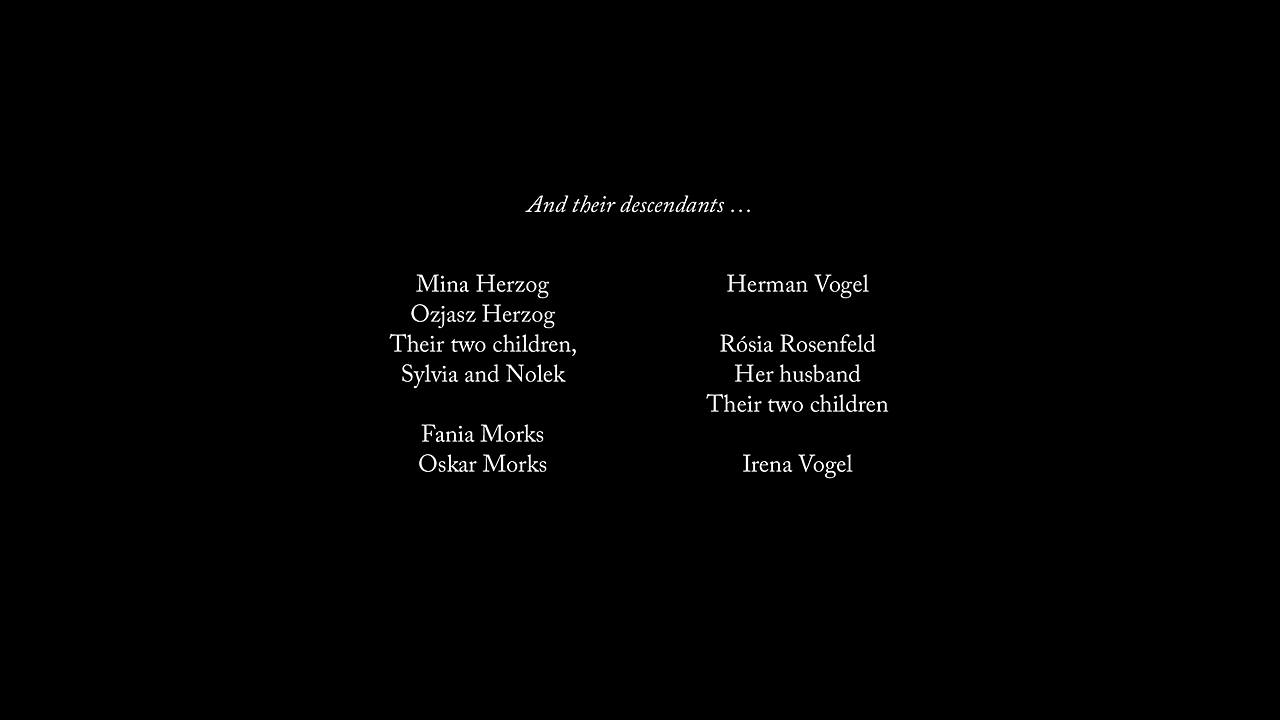 And their descendants …
Mina Herzog
Ozjasz Herzog
Their two children,
Sylvia and Nolek
Fania Morks
Oskar Morks
Herman Vogel
Rósia Rosenfeld
Her husband
Their two children
Irena Vogel